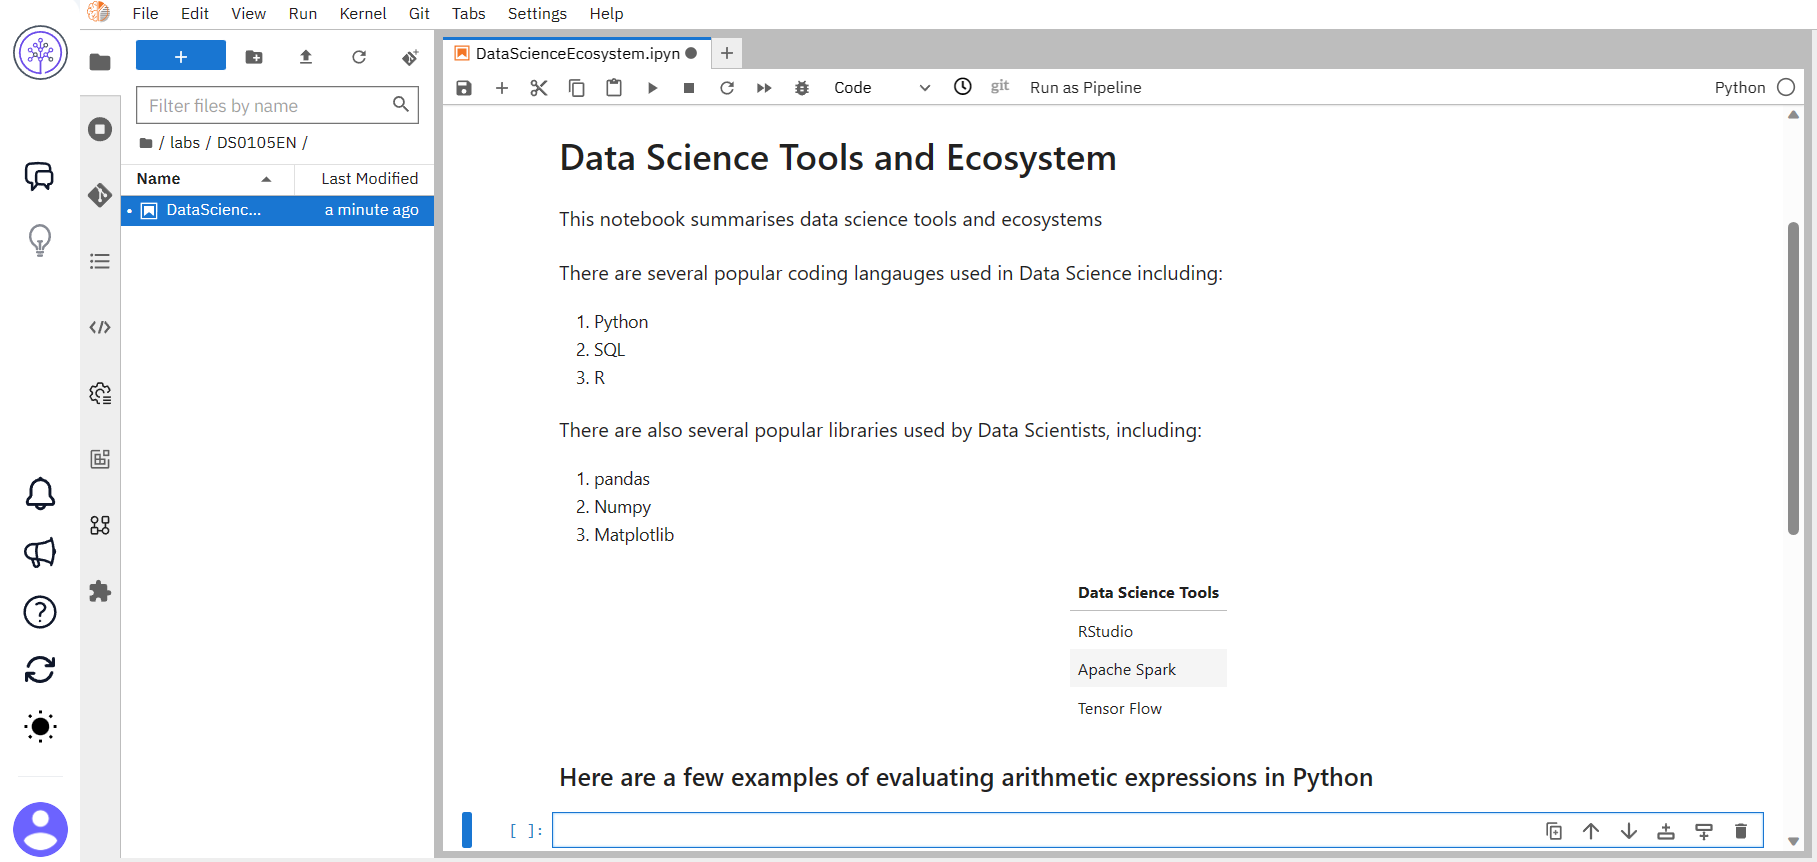 File Edit View Run Kernel Git Tabs Settings Help
Filter files by name
/ labs / DS0105EN /
Name Last Modified
DataScienc... a minute ago
DataScienceEcosystem.ipyn
Code git Run as Pipeline Python
Data Science Tools and Ecosystem
This notebook summarises data science tools and ecosystems
There are several popular coding langauges used in Data Science including:
1. Python
2. SQL
3. R
There are also several popular libraries used by Data Scientists, including:
1. pandas
2. Numpy
3. Matplotlib
Data Science Tools
RStudio
Apache Spark
Tensor Flow
Here are a few examples of evaluating arithmetic expressions in Python
[ ]: